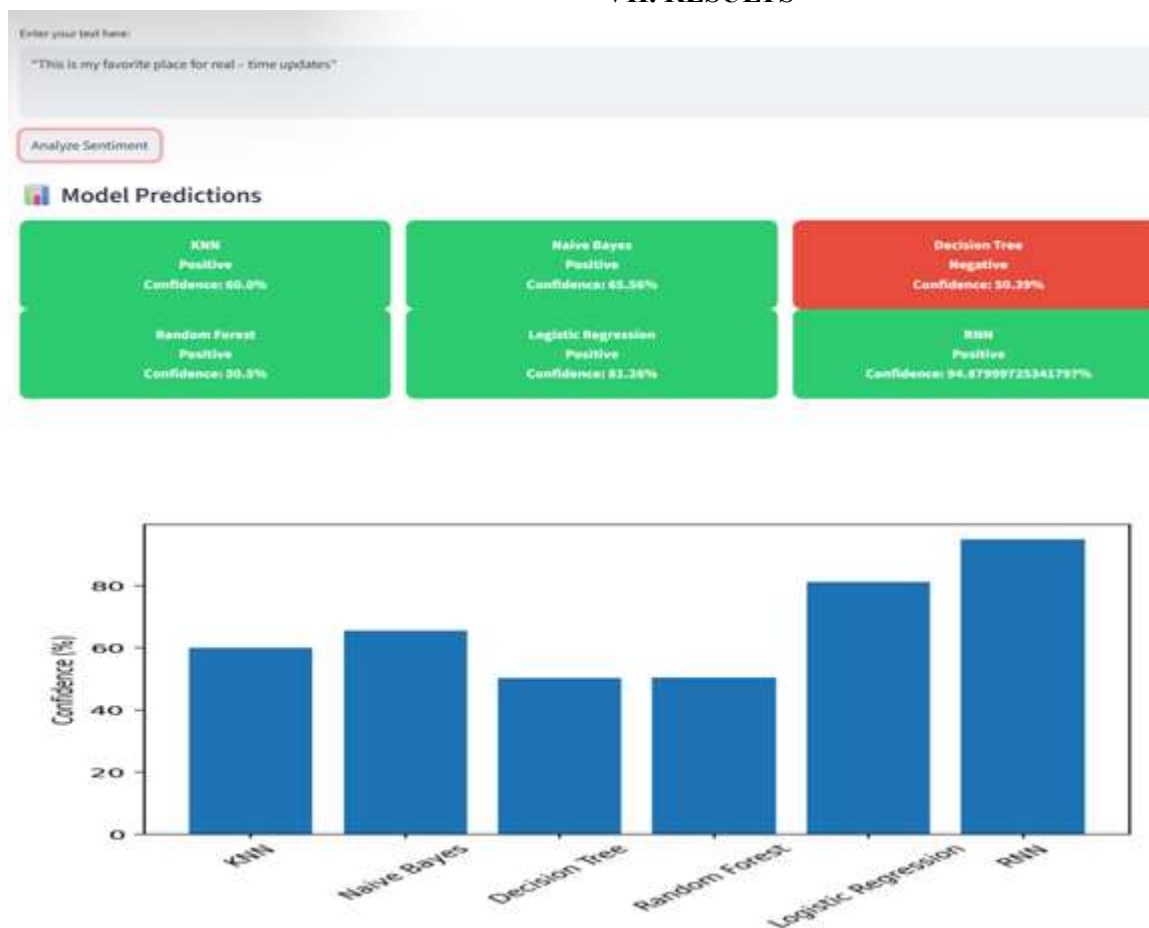 VII. RESULTS
Enter your text here:
"This is my favorite place for real - time updates"
Analyze Sentiment
Model Predictions
KNN
Positive
Confidence: 60.0%
Naive Bayes
Positive
Confidence: 65.56%
Decision Tree
Negative
Confidence: 50.39%
Random Forest
Positive
Confidence: 50.5%
Logistic Regression
Positive
Confidence: 81.26%
RNN
Positive
Confidence: 94.87999725341797%
Confidence (%)
80
60
40
20
0
KNN
Naive Bayes
Decision Tree
Random Forest
Logistic Regression
RNN